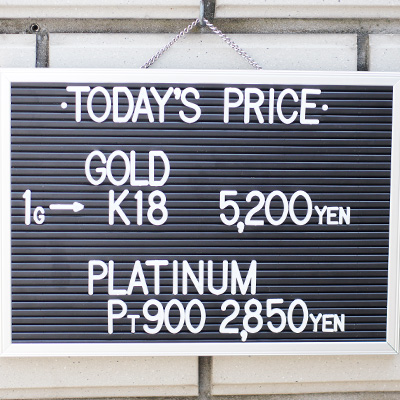 ·TODAY'S PRICE·
GOLD
1G→ K18 5,200YEN
PLATINUM
PT900 2,850YEN